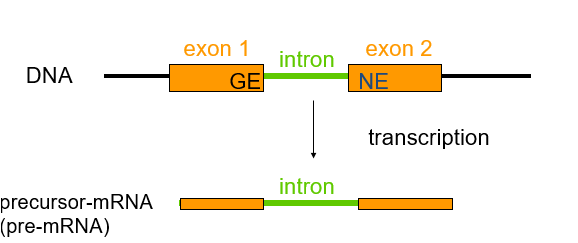 exon 1
intron
exon 2
DNA
GE
NE
transcription
intron
precursor-mRNA
(pre-mRNA)